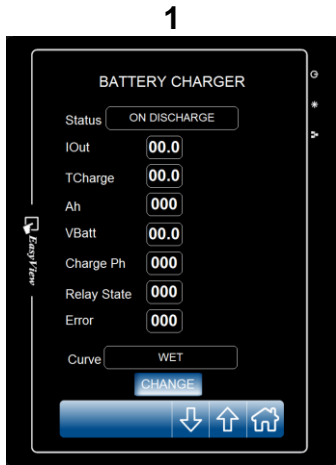 1
BATTERY CHARGER
Status ON DISCHARGE
IOut 00.0
TCharge 00.0
Ah 000
VBatt 00.0
Charge Ph 000
Relay State 000
Error 000
Curve WET
CHANGE
EasyView